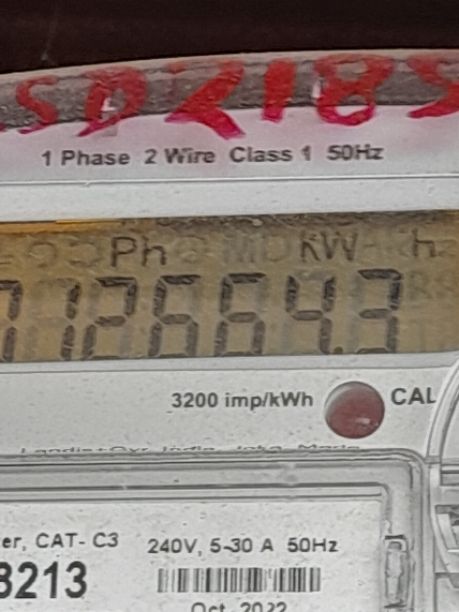 SD2185
1 Phase 2 Wire Class 1 50Hz
Ph kW h
712664.3
3200 imp/kWh CAL
er, CAT- C3 240V, 5-30 A 50Hz
3213
Oct 2022